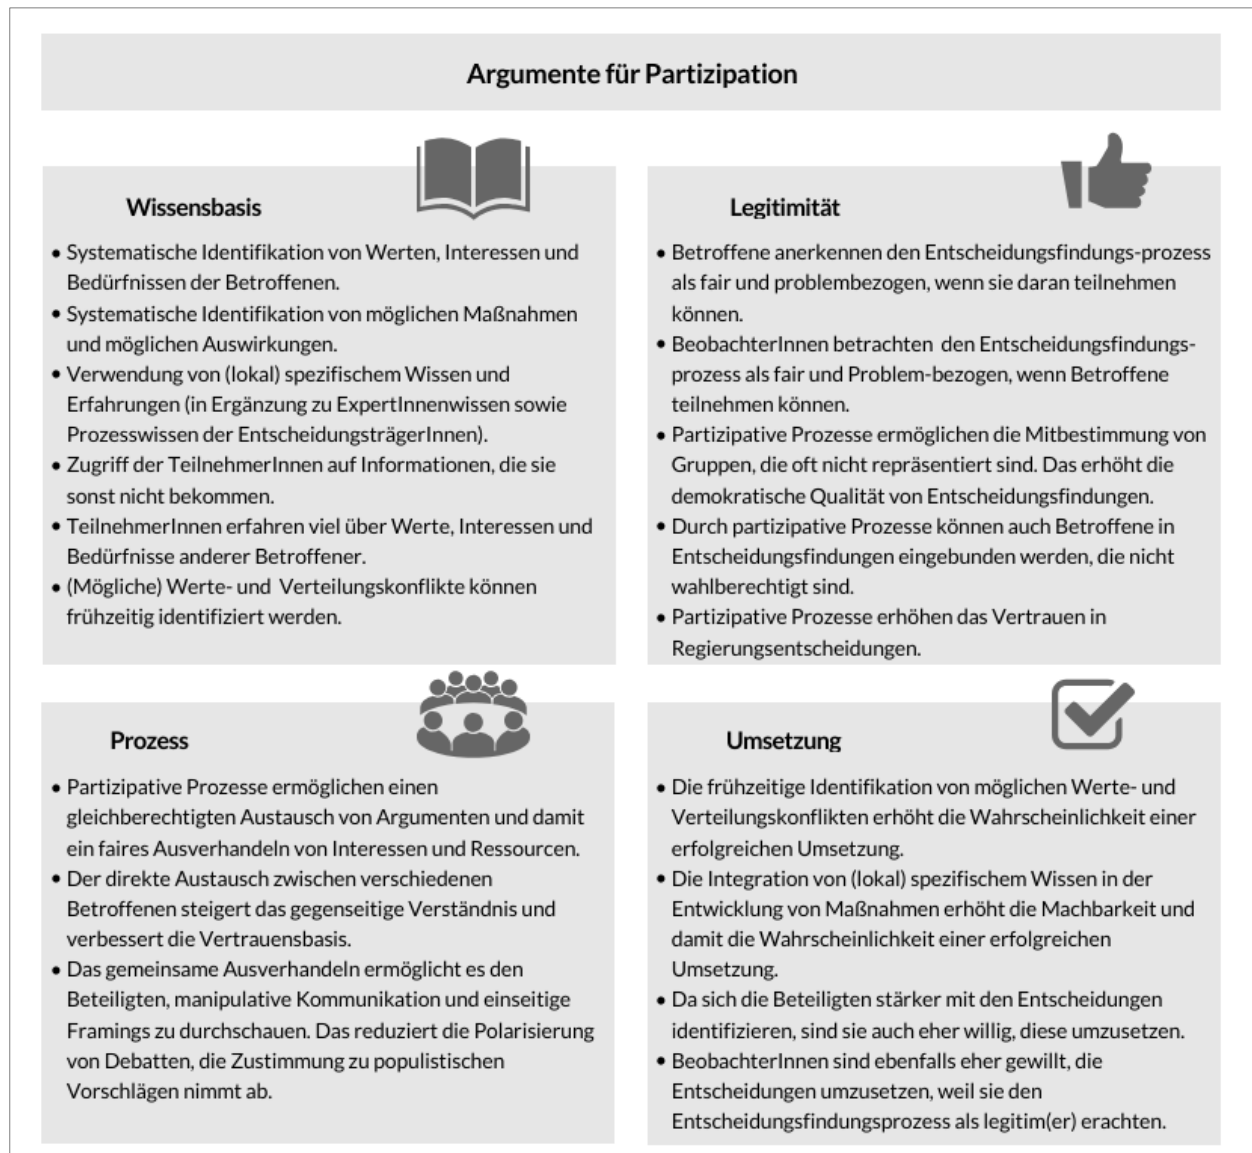 Argumente für Partizipation
Wissensbasis
• Systematische Identifikation von Werten, Interessen und
Bedürfnissen der Betroffenen.
• Systematische Identifikation von möglichen Maßnahmen
und möglichen Auswirkungen.
• Verwendung von (lokal) spezifischem Wissen und
Erfahrungen (in Ergänzung zu ExpertInnenwissen sowie
Prozesswissen der EntscheidungsträgerInnen).
• Zugriff der TeilnehmerInnen auf Informationen, die sie
sonst nicht bekommen.
• TeilnehmerInnen erfahren viel über Werte, Interessen und
Bedürfnisse anderer Betroffener.
• (Mögliche) Werte- und Verteilungskonflikte können
frühzeitig identifiziert werden.
Legitimität
• Betroffene anerkennen den Entscheidungsfindungs-prozess
als fair und problembezogen, wenn sie daran teilnehmen
können.
• BeobachterInnen betrachten den Entscheidungsfindungs-
prozess als fair und Problem-bezogen, wenn Betroffene
teilnehmen können.
• Partizipative Prozesse ermöglichen die Mitbestimmung von
Gruppen, die oft nicht repräsentiert sind. Das erhöht die
demokratische Qualität von Entscheidungsfindungen.
• Durch partizipative Prozesse können auch Betroffene in
Entscheidungsfindungen eingebunden werden, die nicht
wahlberechtigt sind.
• Partizipative Prozesse erhöhen das Vertrauen in
Regierungsentscheidungen.
Prozess
• Partizipative Prozesse ermöglichen einen
gleichberechtigten Austausch von Argumenten und damit
ein faires Ausverhandeln von Interessen und Ressourcen.
• Der direkte Austausch zwischen verschiedenen
Betroffenen steigert das gegenseitige Verständnis und
verbessert die Vertrauensbasis.
• Das gemeinsame Ausverhandeln ermöglicht es den
Beteiligten, manipulative Kommunikation und einseitige
Framings zu durchschauen. Das reduziert die Polarisierung
von Debatten, die Zustimmung zu populistischen
Vorschlägen nimmt ab.
Umsetzung
• Die frühzeitige Identifikation von möglichen Werte- und
Verteilungskonflikten erhöht die Wahrscheinlichkeit einer
erfolgreichen Umsetzung.
• Die Integration von (lokal) spezifischem Wissen in der
Entwicklung von Maßnahmen erhöht die Machbarkeit und
damit die Wahrscheinlichkeit einer erfolgreichen
Umsetzung.
• Da sich die Beteiligten stärker mit den Entscheidungen
identifizieren, sind sie auch eher willig, diese umzusetzen.
• BeobachterInnen sind ebenfalls eher gewillt, die
Entscheidungen umzusetzen, weil sie den
Entscheidungsfindungsprozess als legitim(er) erachten.